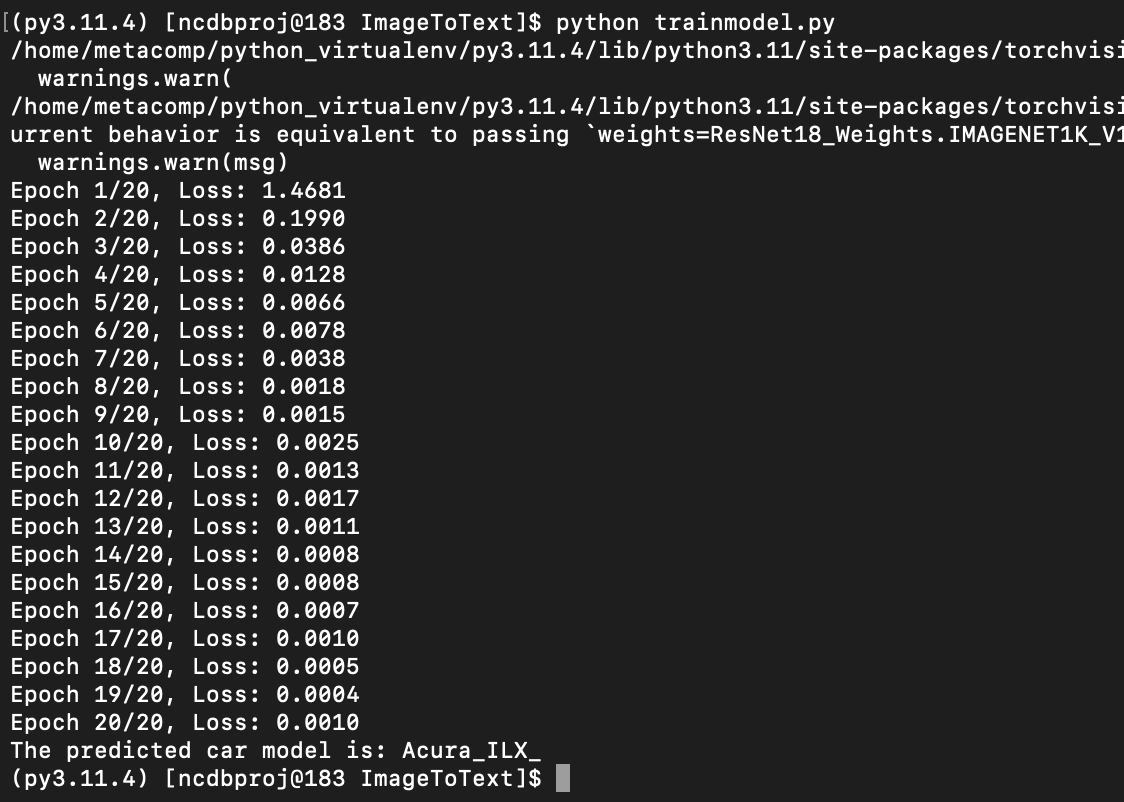 [(py3.11.4) [ncdbproj@183 ImageToText]$ python trainmodel.py
/home/metacomp/python_virtualenv/py3.11.4/lib/python3.11/site-packages/torchvisi
  warnings.warn(
/home/metacomp/python_virtualenv/py3.11.4/lib/python3.11/site-packages/torchvisi
urrent behavior is equivalent to passing `weights=ResNet18_Weights.IMAGENET1K_V1
  warnings.warn(msg)
Epoch 1/20, Loss: 1.4681
Epoch 2/20, Loss: 0.1990
Epoch 3/20, Loss: 0.0386
Epoch 4/20, Loss: 0.0128
Epoch 5/20, Loss: 0.0066
Epoch 6/20, Loss: 0.0078
Epoch 7/20, Loss: 0.0038
Epoch 8/20, Loss: 0.0018
Epoch 9/20, Loss: 0.0015
Epoch 10/20, Loss: 0.0025
Epoch 11/20, Loss: 0.0013
Epoch 12/20, Loss: 0.0017
Epoch 13/20, Loss: 0.0011
Epoch 14/20, Loss: 0.0008
Epoch 15/20, Loss: 0.0008
Epoch 16/20, Loss: 0.0007
Epoch 17/20, Loss: 0.0010
Epoch 18/20, Loss: 0.0005
Epoch 19/20, Loss: 0.0004
Epoch 20/20, Loss: 0.0010
The predicted car model is: Acura_ILX_
(py3.11.4) [ncdbproj@183 ImageToText]$